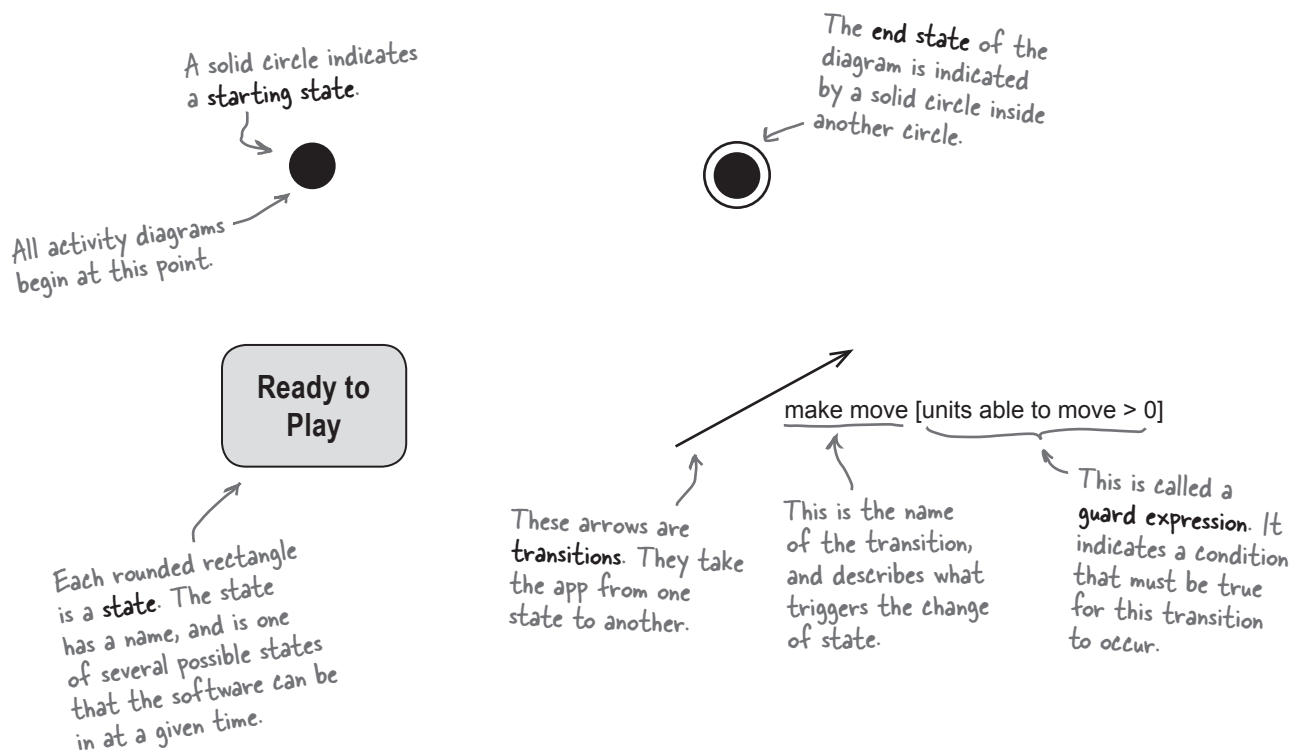 A solid circle indicates
a starting state.
The end state of the
diagram is indicated
by a solid circle inside
another circle.
All activity diagrams
begin at this point.
Ready to
Play
make move [units able to move > 0]
Each rounded rectangle
is a state. The state
has a name, and is one
of several possible states
that the software can be
in at a given time.
These arrows are
transitions. They take
the app from one
state to another.
This is the name
of the transition,
and describes what
triggers the change
of state.
This is called a
guard expression. It
indicates a condition
that must be true
for this transition
to occur.